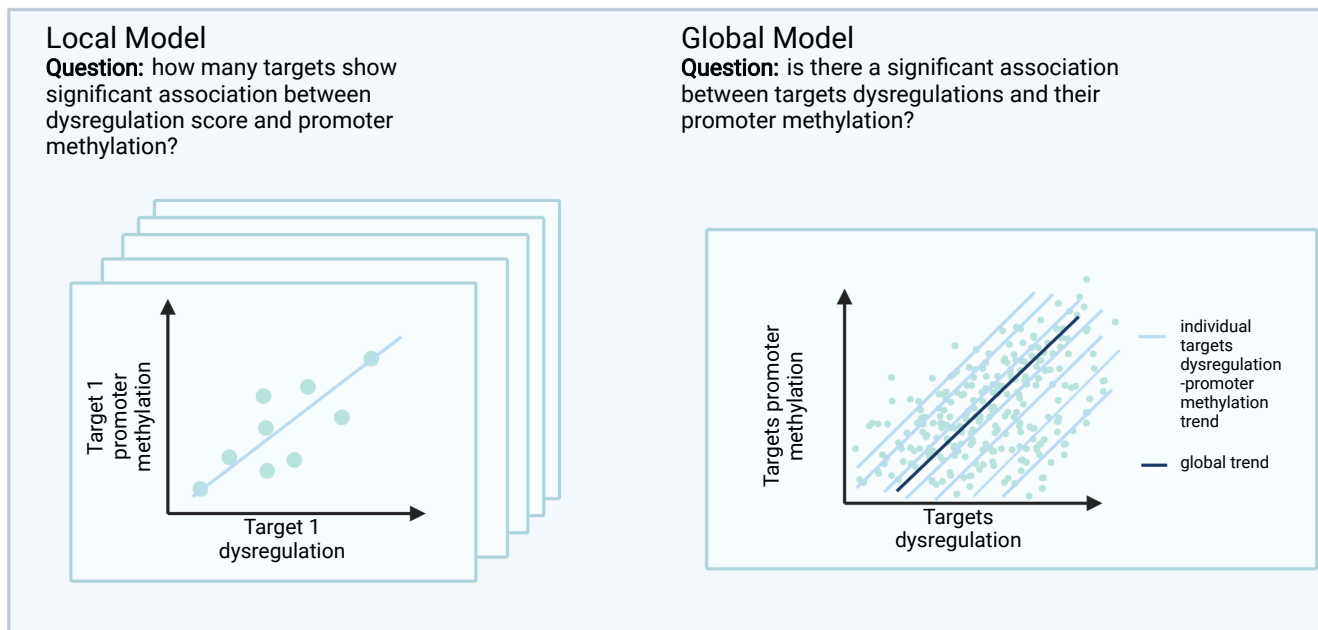 Local Model
Question: how many targets show
significant association between
dysregulation score and promoter
methylation?
Target 1
promoter
methylation
Target 1
dysregulation
Global Model
Question: is there a significant association
between targets dysregulations and their
promoter methylation?
Targets promoter
methylation
Targets
dysregulation
individual
targets
dysregulation
-promoter
methylation
trend
global trend